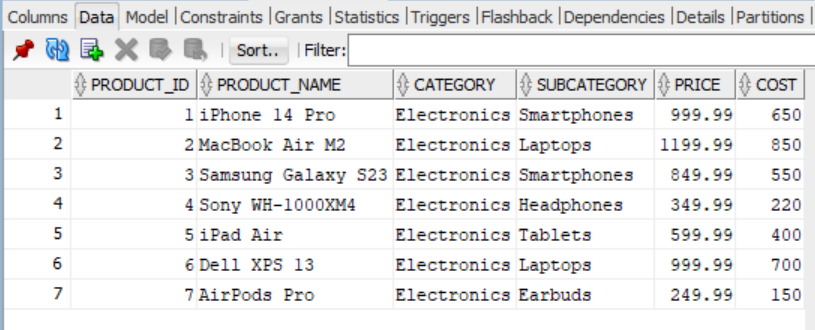 Columns Data Model |Constraints |Grants |Statistics |Triggers |Flashback |Dependencies |Details |Partitions |
Sort.. Filter:
PRODUCT_ID PRODUCT_NAME CATEGORY SUBCATEGORY PRICE COST
1 1 iPhone 14 Pro Electronics Smartphones 999.99 650
2 2 MacBook Air M2 Electronics Laptops 1199.99 850
3 3 Samsung Galaxy S23 Electronics Smartphones 849.99 550
4 4 Sony WH-1000XM4 Electronics Headphones 349.99 220
5 5 iPad Air Electronics Tablets 599.99 400
6 6 Dell XPS 13 Electronics Laptops 999.99 700
7 7 AirPods Pro Electronics Earbuds 249.99 150